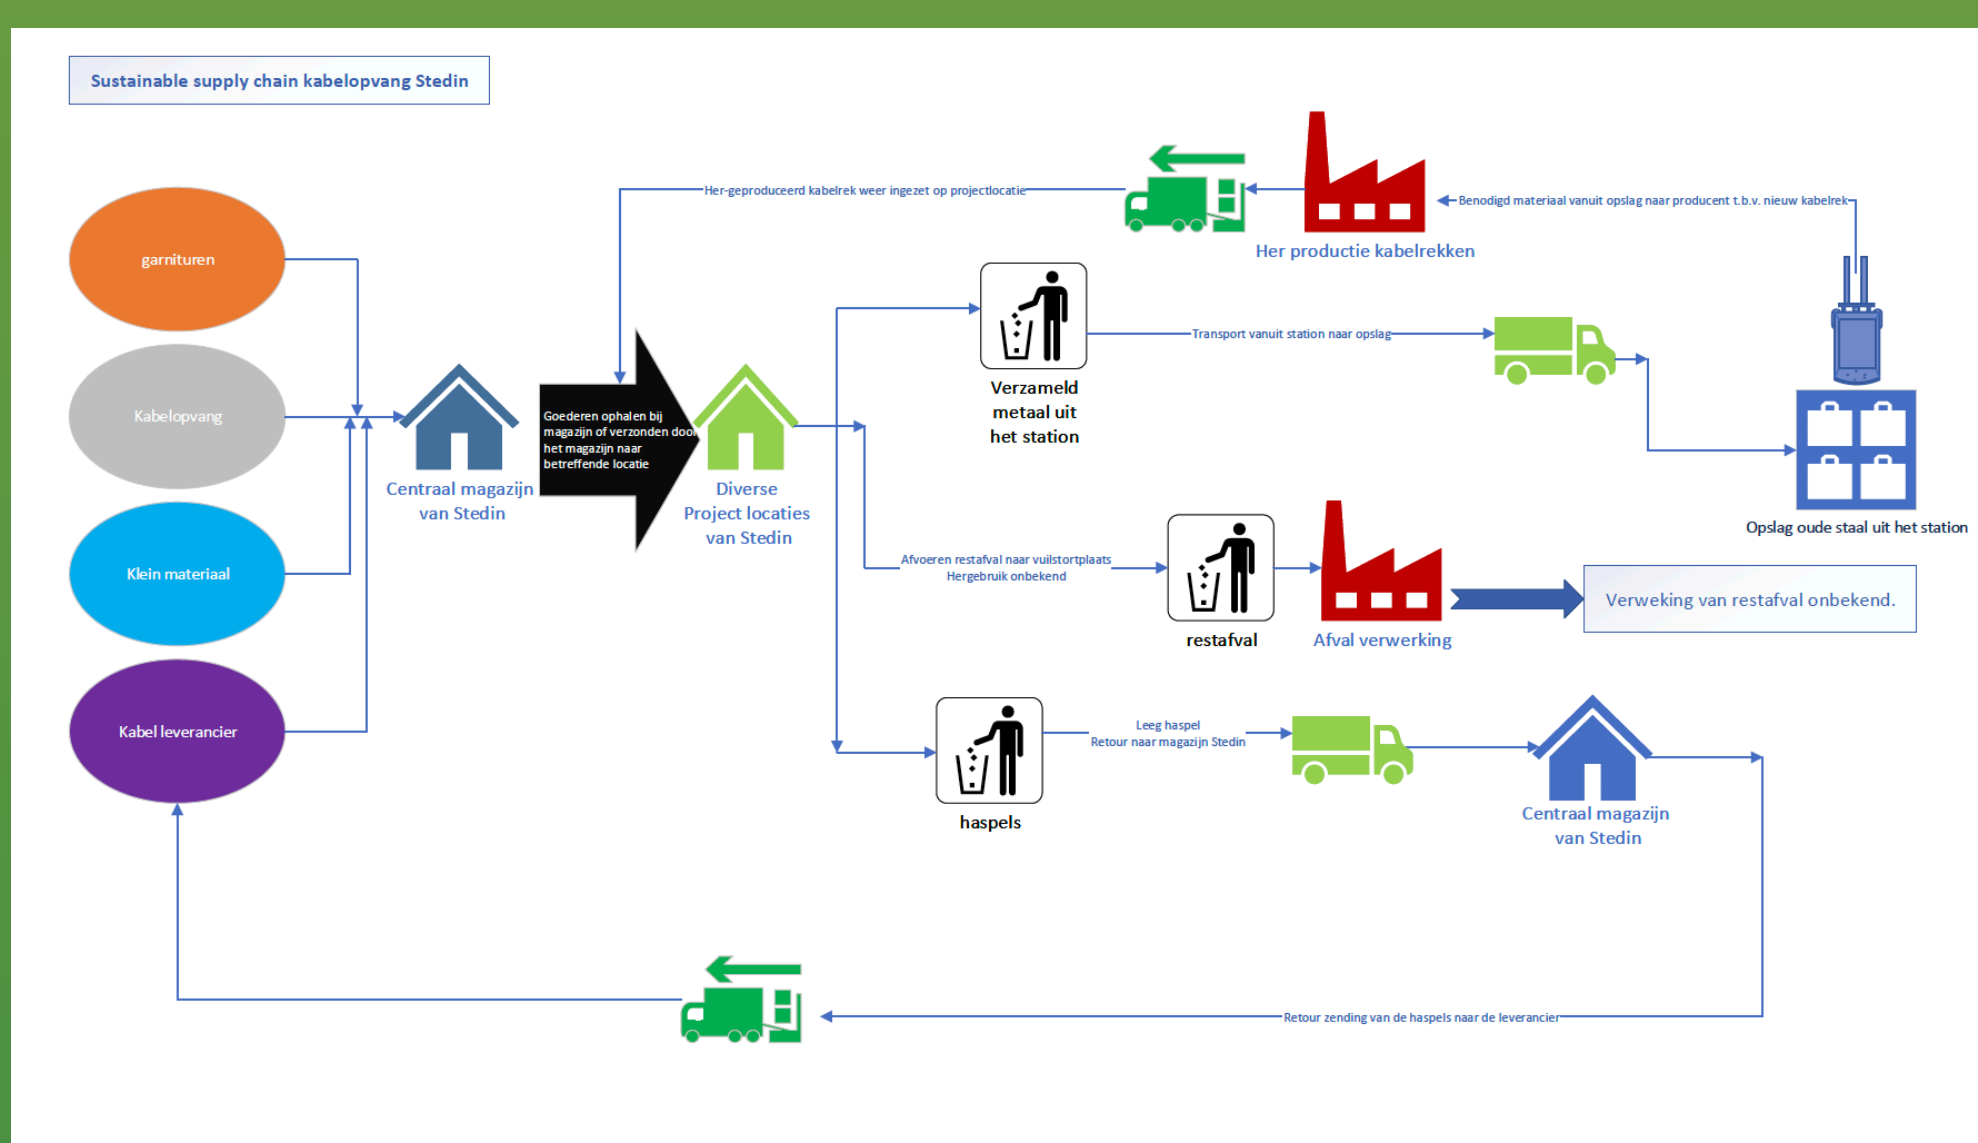 Sustainable supply chain kabelopvang Stedin
Her-geproduceerd kabelrek weer ingezet op projectlocatie
Benodigd materiaal vanuit opslag naar producent t.b.v. nieuw kabelrek
Her productie kabelrekken
garnituren
Kabelopvang
Klein materiaal
Kabel leverancier
Centraal magazijn
van Stedin
Goederen ophalen bij
magazijn of verzonden door
het magazijn naar
betreffende locatie
Diverse
Project locaties
van Stedin
Verzameld
metaal uit
het station
Transport vanuit station naar opslag
Opslag oude staal uit het station
Afvoeren restafval naar vuilstortplaats
Hergebruik onbekend
restafval
Afval verwerking
Verweking van restafval onbekend.
haspels
Leeg haspel
Retour naar magazijn Stedin
Centraal magazijn
van Stedin
Retour zending van de haspels naar de leverancier